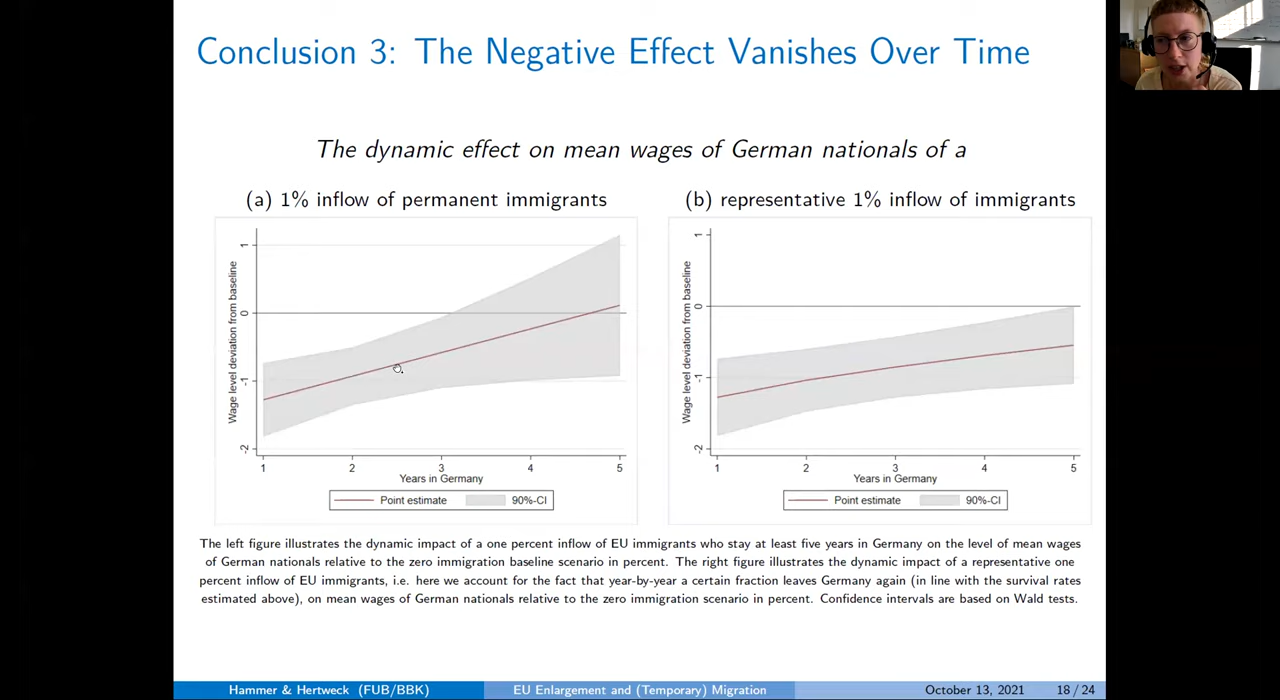 Conclusion 3: The Negative Effect Vanishes Over Time
The dynamic effect on mean wages of German nationals of a
(a) 1% inflow of permanent immigrants
Wage level deviation from baseline
1
0
-1
-2
1 2 3 4 5
Years in Germany
Point estimate 90%-CI
(b) representative 1% inflow of immigrants
Wage level deviation from baseline
1
0
-1
-2
1 2 3 4 5
Years in Germany
Point estimate 90%-CI
The left figure illustrates the dynamic impact of a one percent inflow of EU immigrants who stay at least five years in Germany on the level of mean wages
of German nationals relative to the zero immigration baseline scenario in percent. The right figure illustrates the dynamic impact of a representative one
percent inflow of EU immigrants, i.e. here we account for the fact that year-by-year a certain fraction leaves Germany again (in line with the survival rates
estimated above), on mean wages of German nationals relative to the zero immigration scenario in percent. Confidence intervals are based on Wald tests.
Hammer & Hertweck (FUB/BBK) EU Enlargement and (Temporary) Migration October 13, 2021 18 / 24